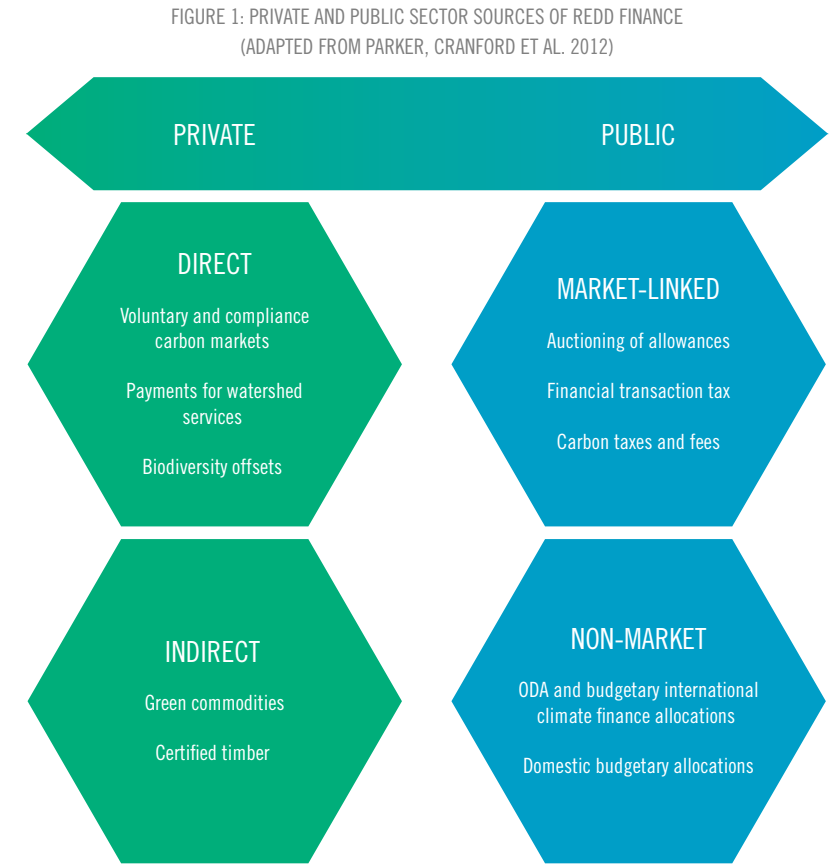 FIGURE 1: PRIVATE AND PUBLIC SECTOR SOURCES OF REDD FINANCE
(ADAPTED FROM PARKER, CRANFORD ET AL. 2012)
PRIVATE
PUBLIC
DIRECT
Voluntary and compliance
carbon markets
Payments for watershed
services
Biodiversity offsets
MARKET-LINKED
Auctioning of allowances
Financial transaction tax
Carbon taxes and fees
INDIRECT
Green commodities
Certified timber
NON-MARKET
ODA and budgetary international
climate finance allocations
Domestic budgetary allocations